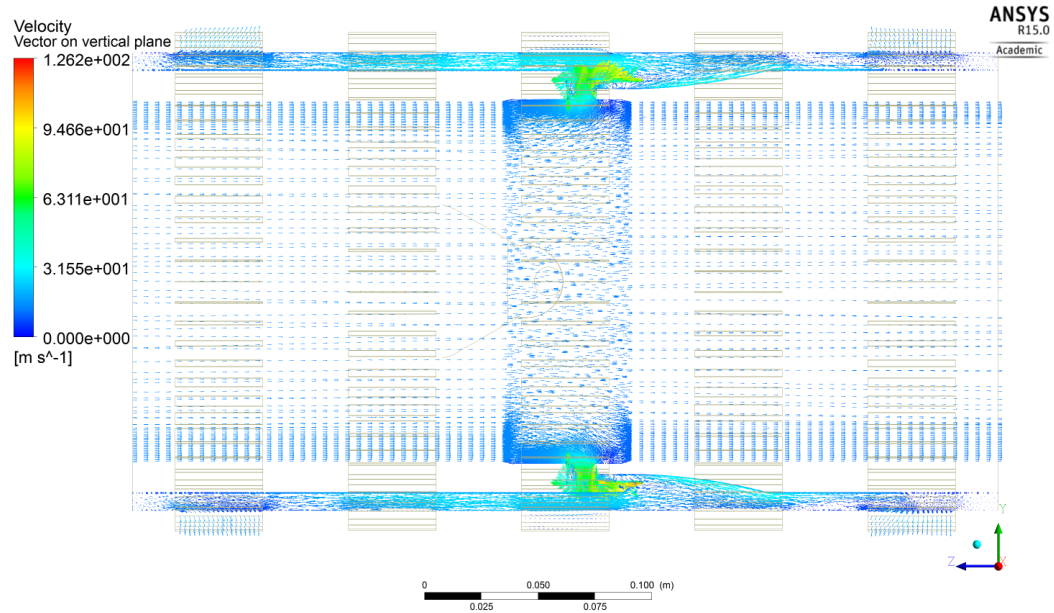 Velocity
Vector on vertical plane
1.262e+002
9.466e+001
6.311e+001
3.155e+001
0.000e+000
[m s^-1]
ANSYS
R15.0
Academic
0 0.050 0.100 (m)
0.025 0.075
Y
Z
X